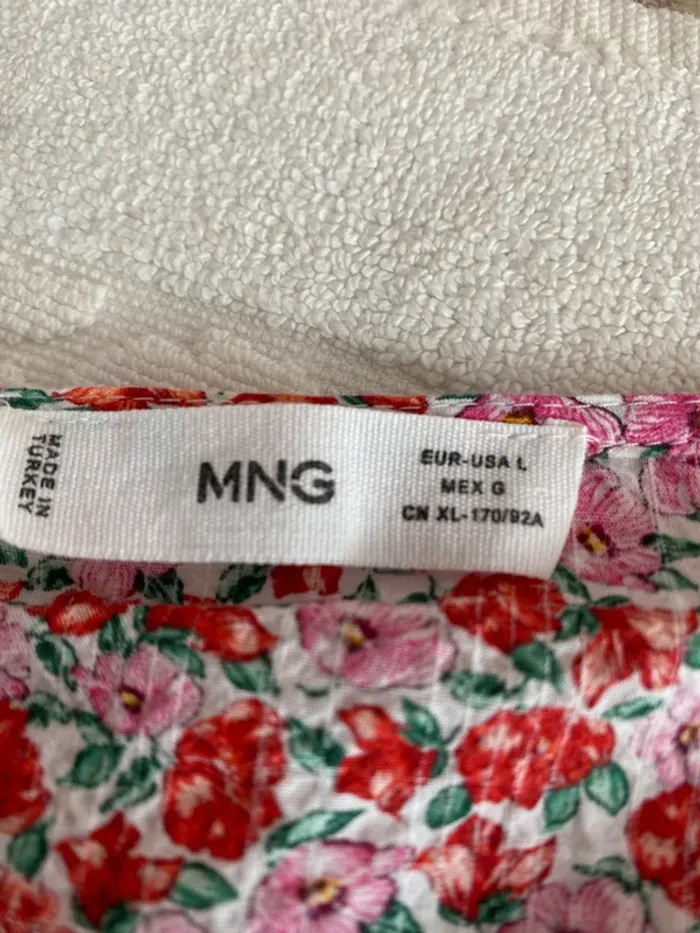 MADE IN
TURKEY
MNG
EUR-USA L
MEX G
CN XL-170/92A